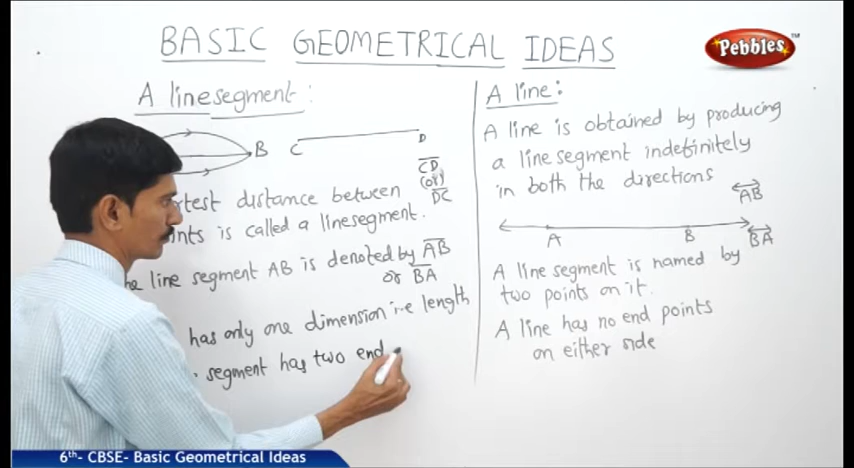 BASIC GEOMETRICAL IDEAS
Pebbles™
A linesegment:
B
C
D
CD
(or)
DC
distance between
is called a linesegment.
line segment AB is denoted by AB
or BA
has only one dimension i.e length
segment has two end
A line:
A line is obtained by producing
a line segment indefinitely
in both the directions
AB
A
B
BA
A line segment is named by
two points on it.
A line has no end points
on either side
6th- CBSE- Basic Geometrical Ideas